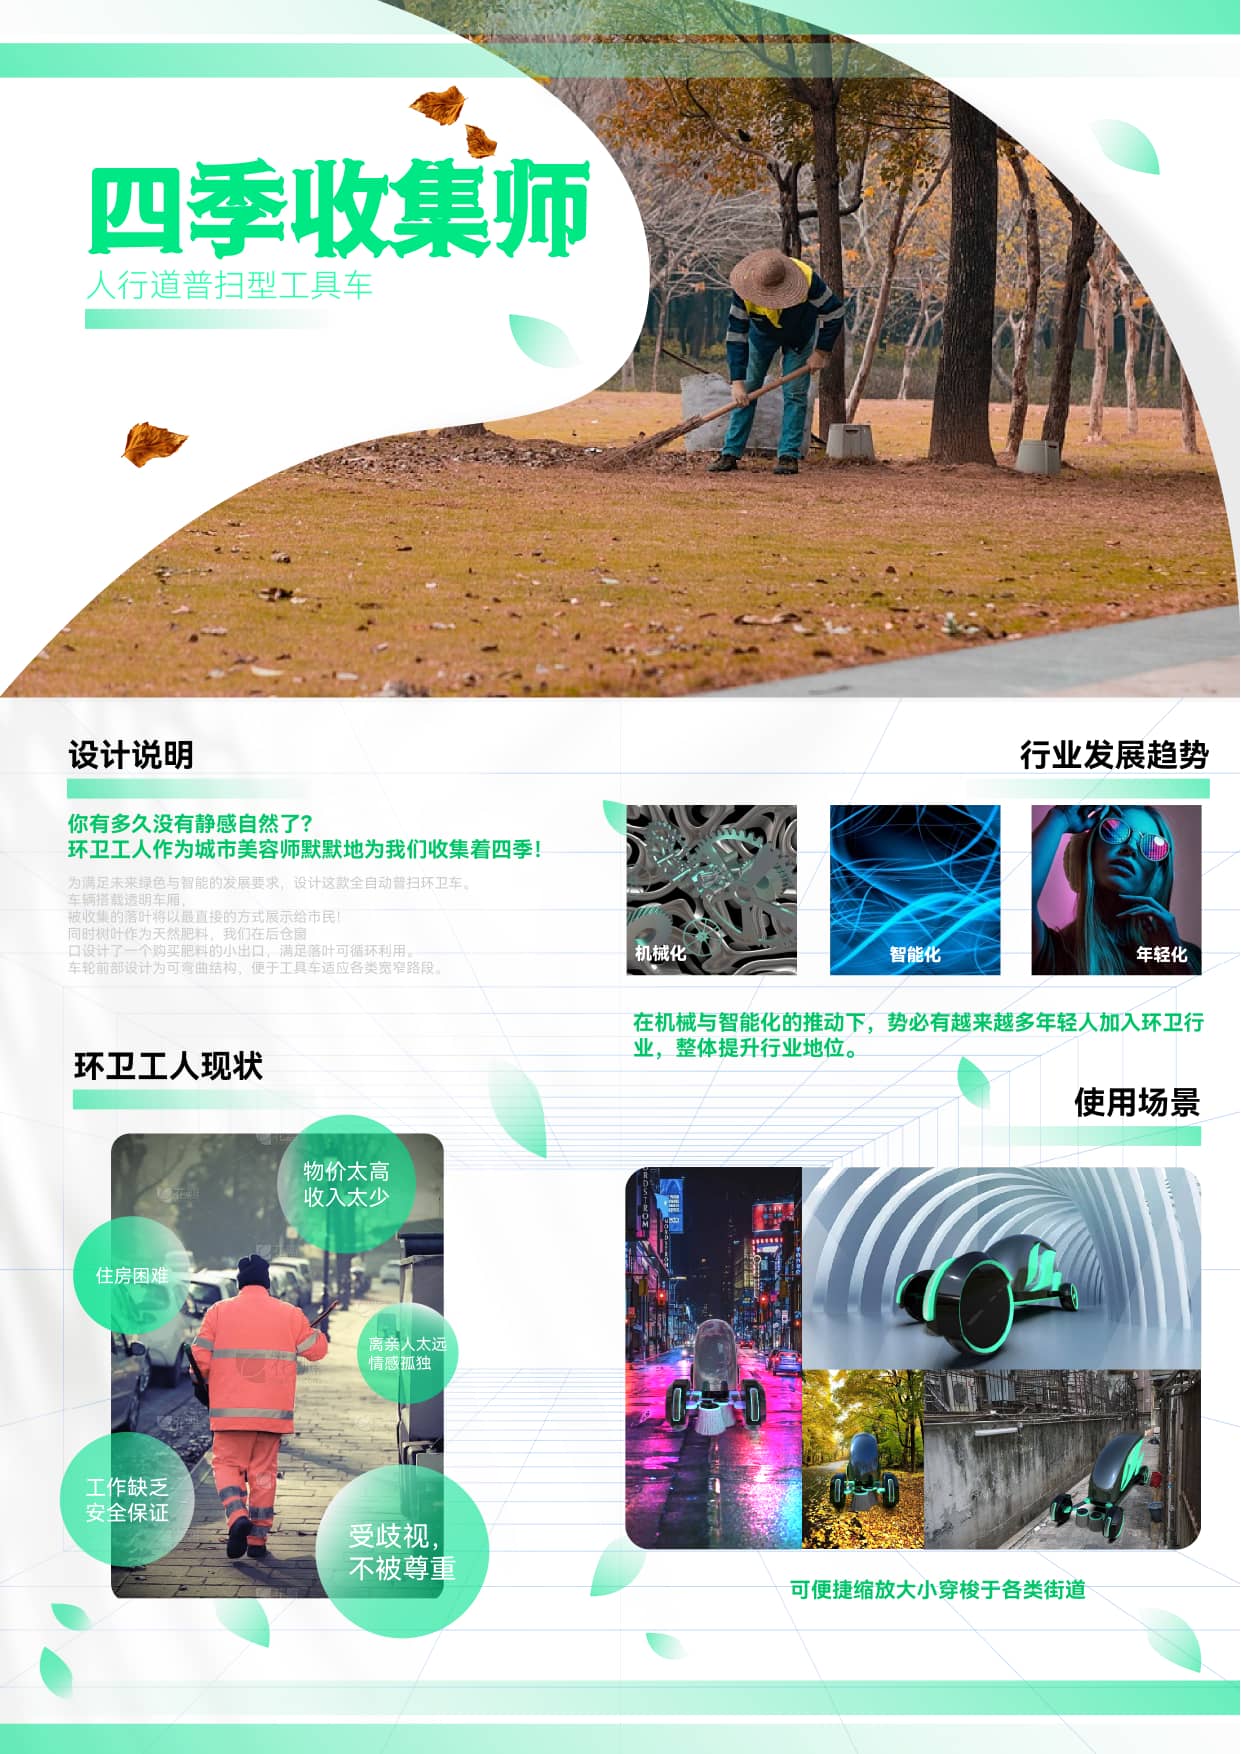 四季收集师
人行道普扫型工具车
设计说明
你有多久没有静感自然了?
环卫工人作为城市美容师默默地为我们收集着四季!
为满足未来绿色与智能的发展要求，设计这款全自动普扫环卫车。
车辆搭载透明车厢，
被收集的落叶将以最直接的方式展示给市民!
同时树叶作为天然肥料，我们在后仓窗
口设计了一个购买肥料的小出口，满足落叶可循环利用。
车轮前部设计为可弯曲结构，便于工具车适应各类宽窄路段。
行业发展趋势
机械化
智能化
年轻化
在机械与智能化的推动下，势必有越来越多年轻人加入环卫行
业，整体提升行业地位。
环卫工人现状
物价太高
收入太少
住房困难
离亲人太远
情感孤独
工作缺乏
安全保证
受歧视，
不被尊重
使用场景
可便捷缩放大小穿梭于各类街道